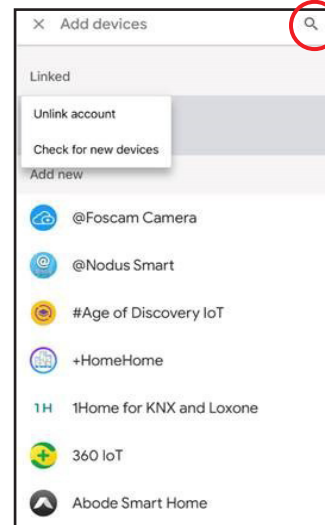 Add devices
Linked
Unlink account
Check for new devices
Add new
@Foscam Camera
@Nodus Smart
#Age of Discovery IoT
+HomeHome
1H 1Home for KNX and Loxone
360 IoT
Abode Smart Home